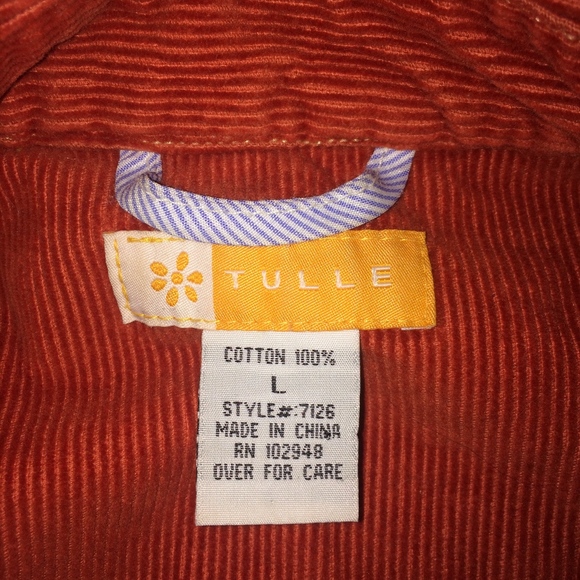 TULLE
COTTON 100%
L
STYLE#:7126
MADE IN CHINA
RN 102948
OVER FOR CARE